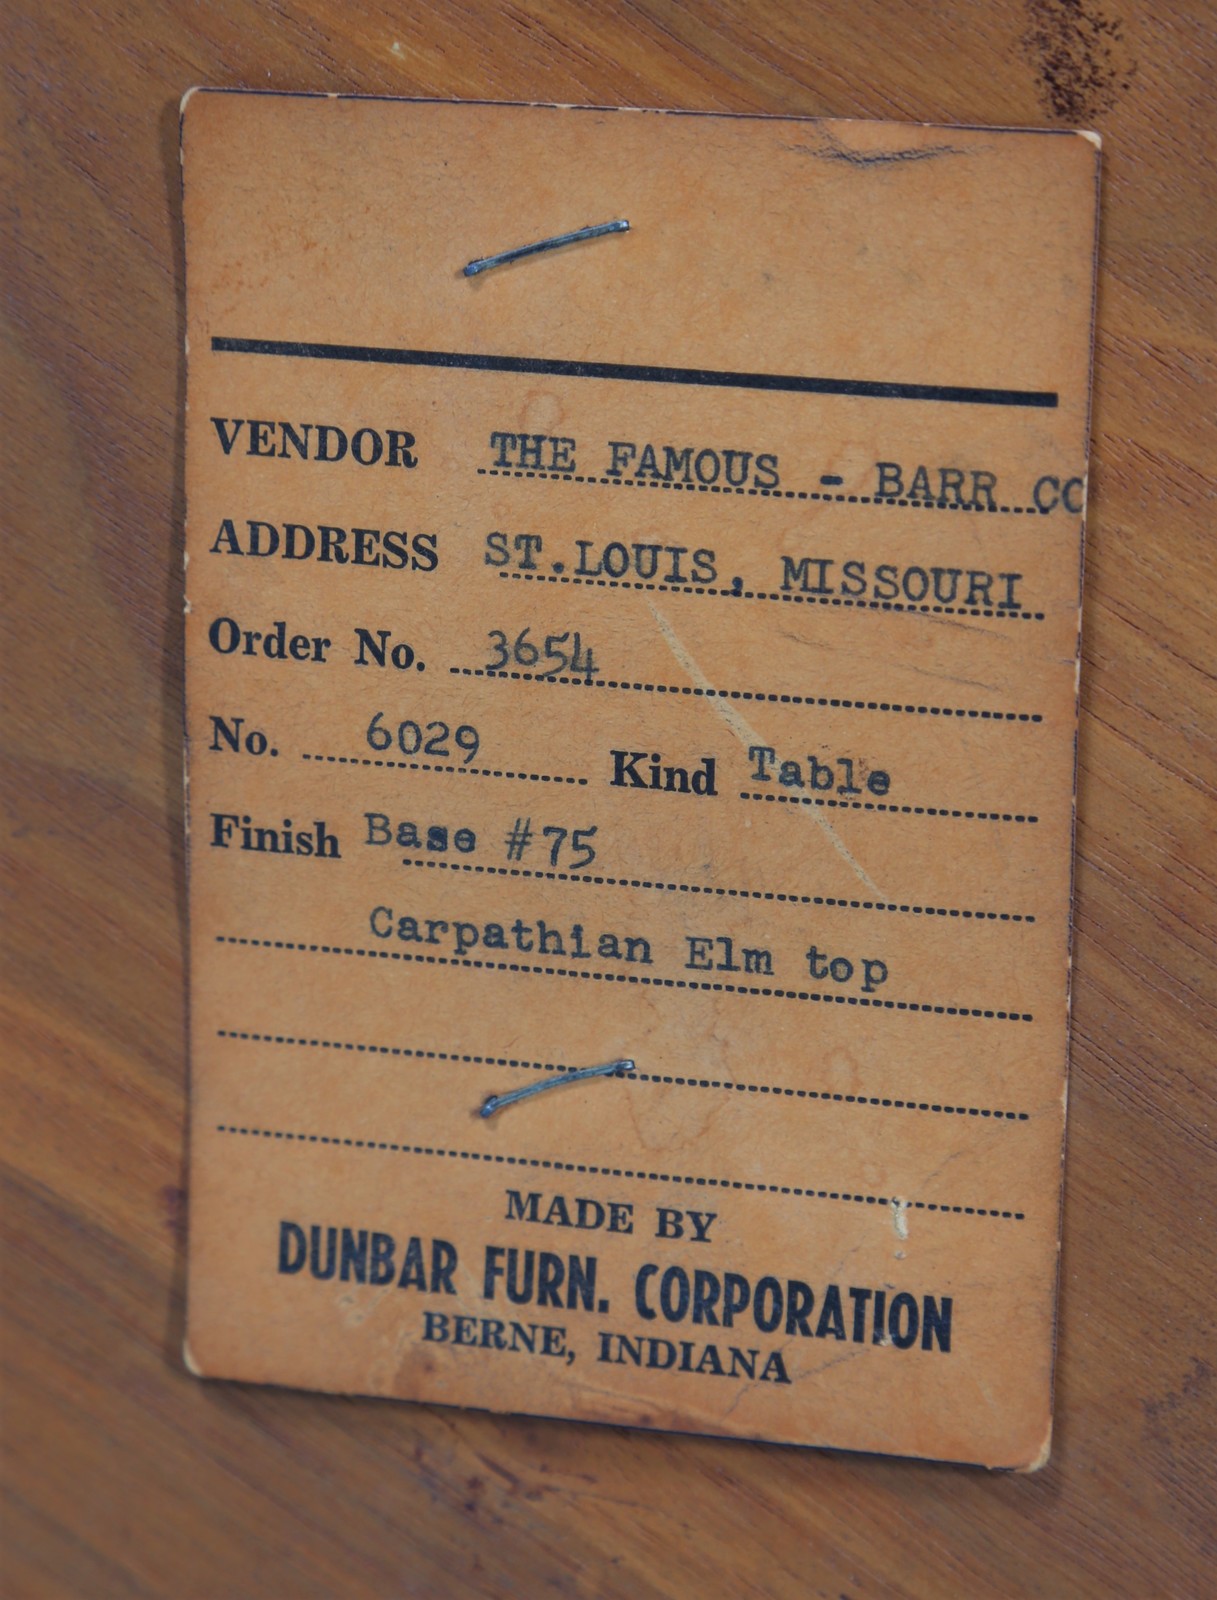 VENDOR THE FAMOUS - BARR CO
ADDRESS ST.LOUIS, MISSOURI
Order No. 3654
No. 6029 Kind Table
Finish Base #75
Carpathian Elm top
MADE BY
DUNBAR FURN. CORPORATION
BERNE, INDIANA